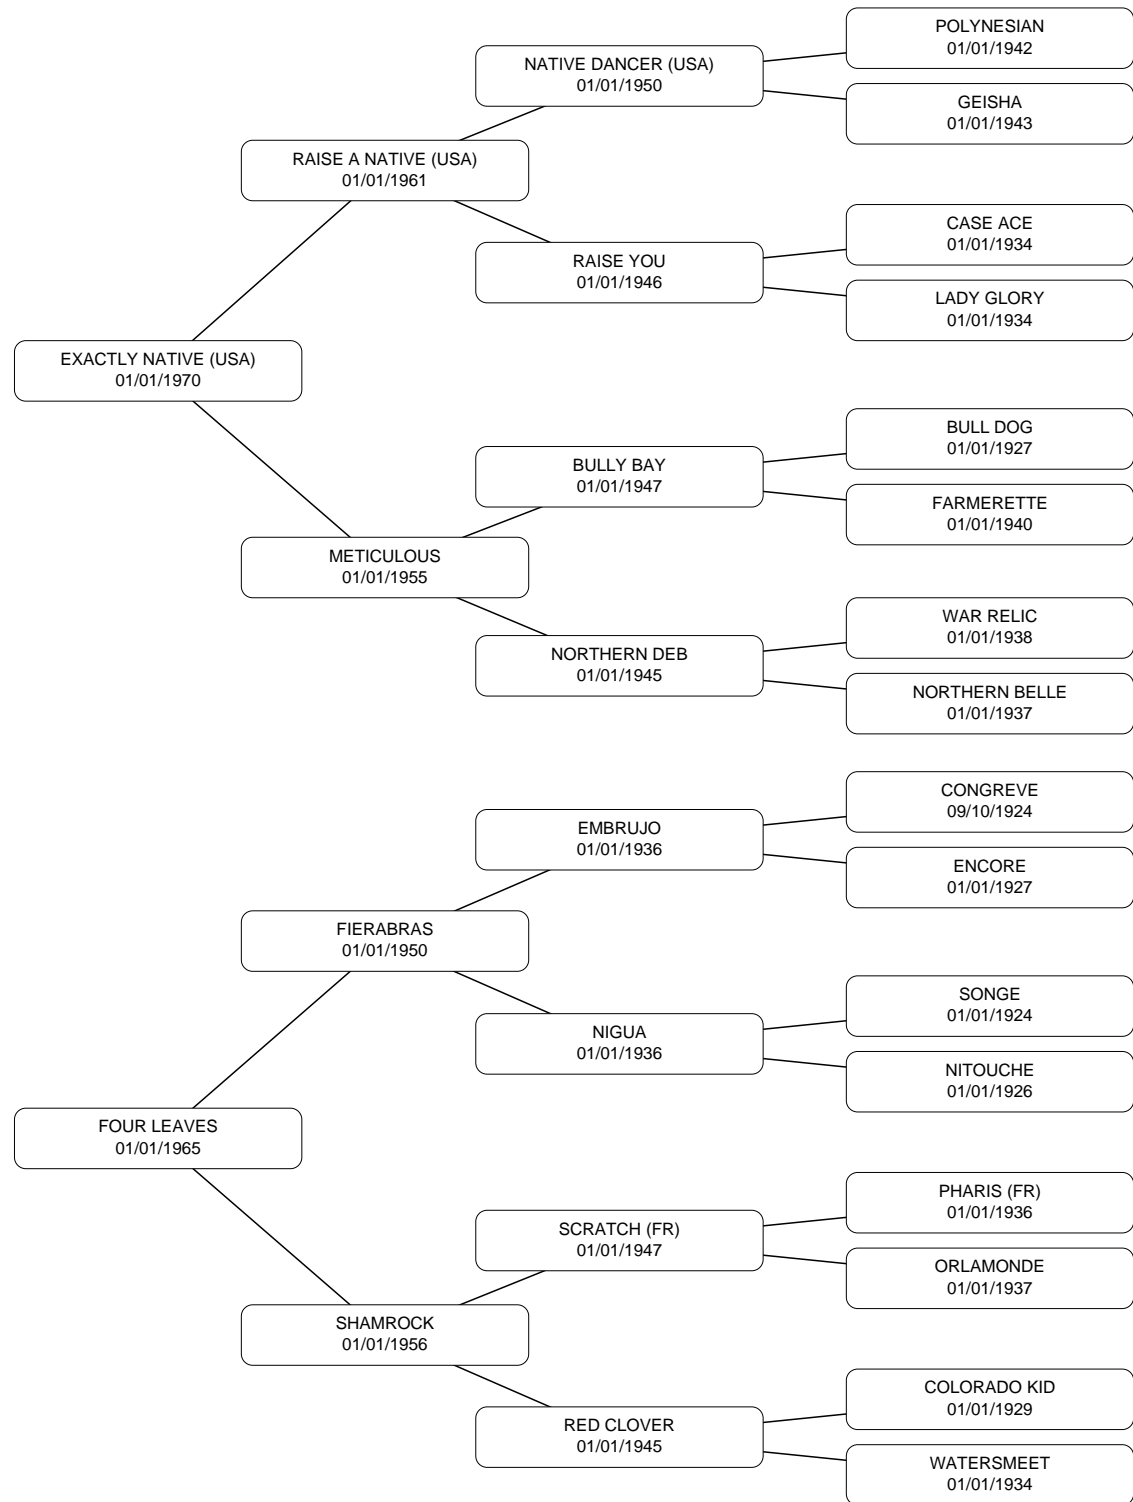 POLYNESIAN
01/01/1942
NATIVE DANCER (USA)
01/01/1950
GEISHA
01/01/1943
RAISE A NATIVE (USA)
01/01/1961
CASE ACE
01/01/1934
RAISE YOU
01/01/1946
LADY GLORY
01/01/1934
EXACTLY NATIVE (USA)
01/01/1970
BULL DOG
01/01/1927
BULLY BAY
01/01/1947
FARMERETTE
01/01/1940
METICULOUS
01/01/1955
WAR RELIC
01/01/1938
NORTHERN DEB
01/01/1945
NORTHERN BELLE
01/01/1937
CONGREVE
09/10/1924
EMBRUJO
01/01/1936
ENCORE
01/01/1927
FIERABRAS
01/01/1950
SONGE
01/01/1924
NIGUA
01/01/1936
NITOUCHE
01/01/1926
FOUR LEAVES
01/01/1965
PHARIS (FR)
01/01/1936
SCRATCH (FR)
01/01/1947
ORLAMONDE
01/01/1937
SHAMROCK
01/01/1956
COLORADO KID
01/01/1929
RED CLOVER
01/01/1945
WATERSMEET
01/01/1934